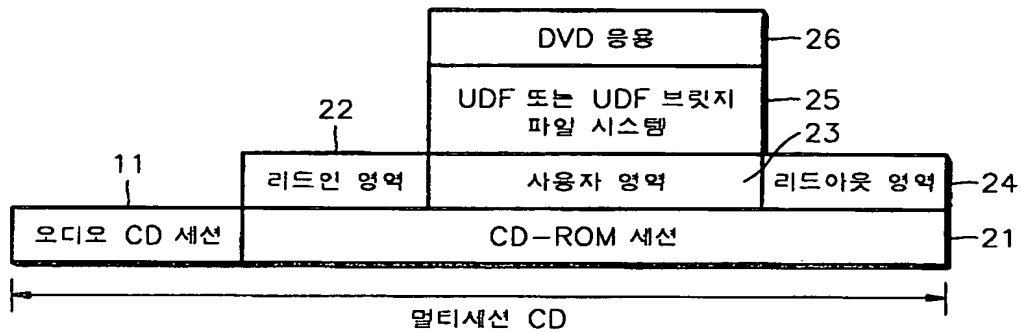 DVD 응용
26
UDF 또는 UDF 브릿지
파일 시스템
25
22
23
11
리드인 영역
사용자 영역
리드아웃 영역
24
오디오 CD 세션
CD-ROM 세션
21
멀티세션 CD